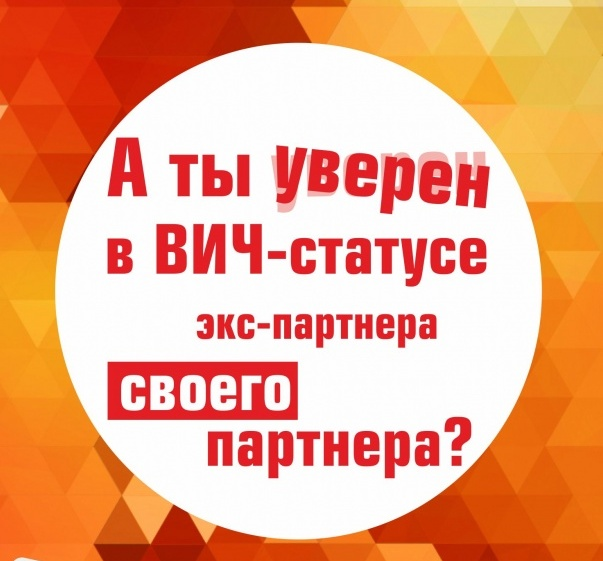 А ты уверен
в ВИЧ-статусе
экс-партнера
своего
партнера?